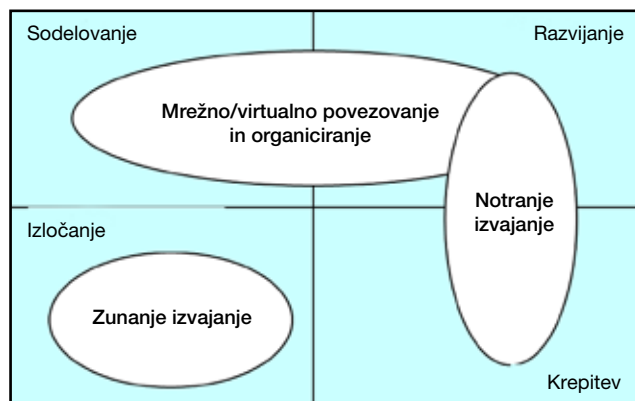 Sodelovanje
Razvijanje
Mrežno/virtualno povezovanje
in organiciranje
Notranje
izvajanje
Izločanje
Zunanje izvajanje
Krepitev